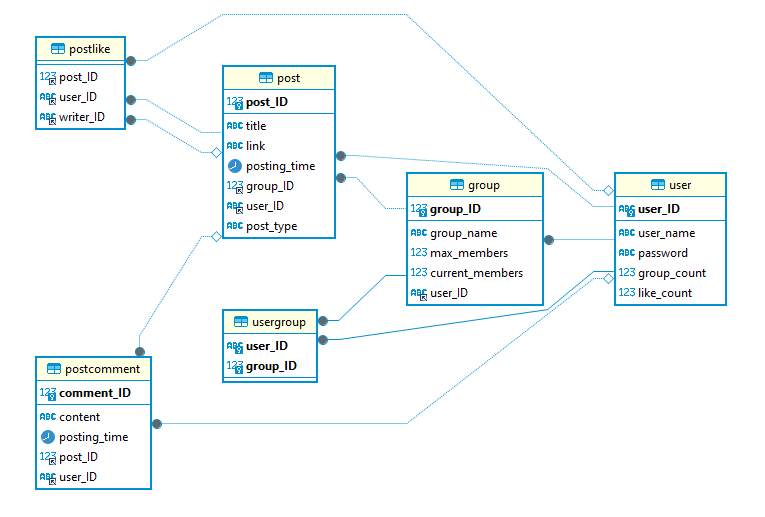 postlike
123 post_ID
ABC user_ID
ABC writer_ID
post
123 post_ID
ABC title
ABC link
posting_time
123 group_ID
ABC user_ID
ABC post_type
group
123 group_ID
ABC group_name
123 max_members
123 current_members
ABC user_ID
user
ABC user_ID
ABC user_name
ABC password
123 group_count
123 like_count
usergroup
ABC user_ID
123 group_ID
postcomment
123 comment_ID
ABC content
posting_time
123 post_ID
ABC user_ID